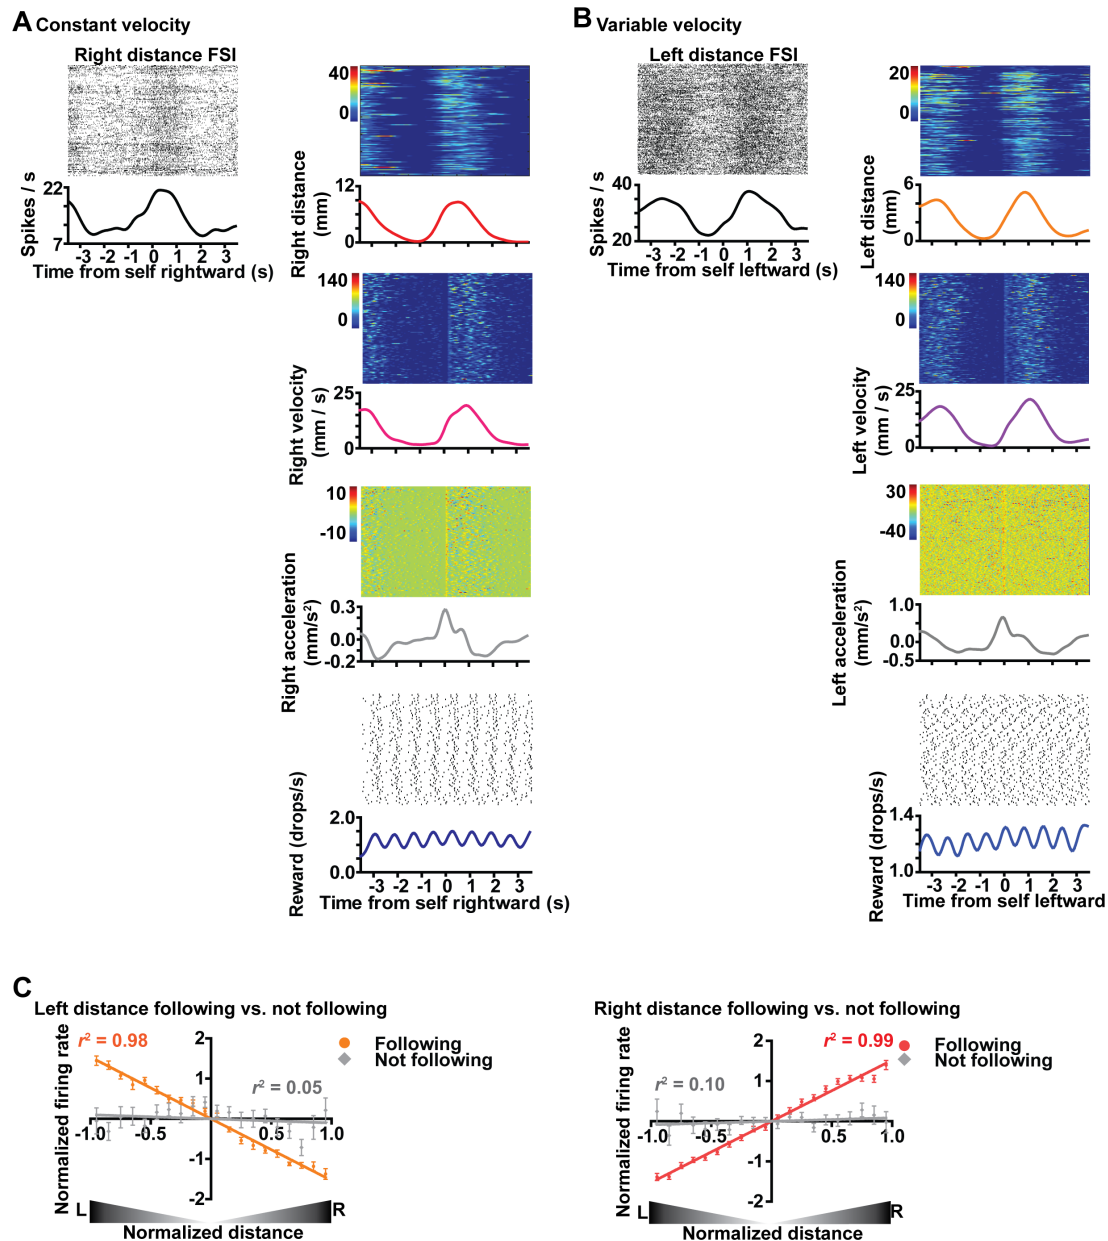 A Constant velocity
Right distance FSI
Spikes / s
22
7
-3 -2 -1 0 1 2 3
Time from self rightward (s)
40
0
Right distance
(mm)
12
0
140
0
Right velocity
(mm / s)
25
0
10
-10
Right acceleration
(mm/s²)
0.3
0.0
-0.2
Reward (drops/s)
2.0
0.0
-3 -2 -1 0 1 2 3
Time from self rightward (s)
B Variable velocity
Left distance FSI
Spikes / s
40
20
-3 -2 -1 0 1 2 3
Time from self leftward (s)
20
0
Left distance
(mm)
6
0
140
0
Left velocity
(mm / s)
25
0
30
-40
Left acceleration
(mm/s²)
1.0
0.0
-0.5
Reward (drops/s)
1.4
1.0
-3 -2 -1 0 1 2 3
Time from self leftward
C
Left distance following vs. not following
Normalized firing rate
r² = 0.98
Following
Not following
r² = 0.05
2
1
-1
-2
-1.0 -0.5 0.5 1.0
L R
Normalized distance
Right distance following vs. not following
Normalized firing rate
r² = 0.99
Following
Not following
r² = 0.10
2
1
-1
-2
-1.0 -0.5 0.5 1.0
L R
Normalized distance